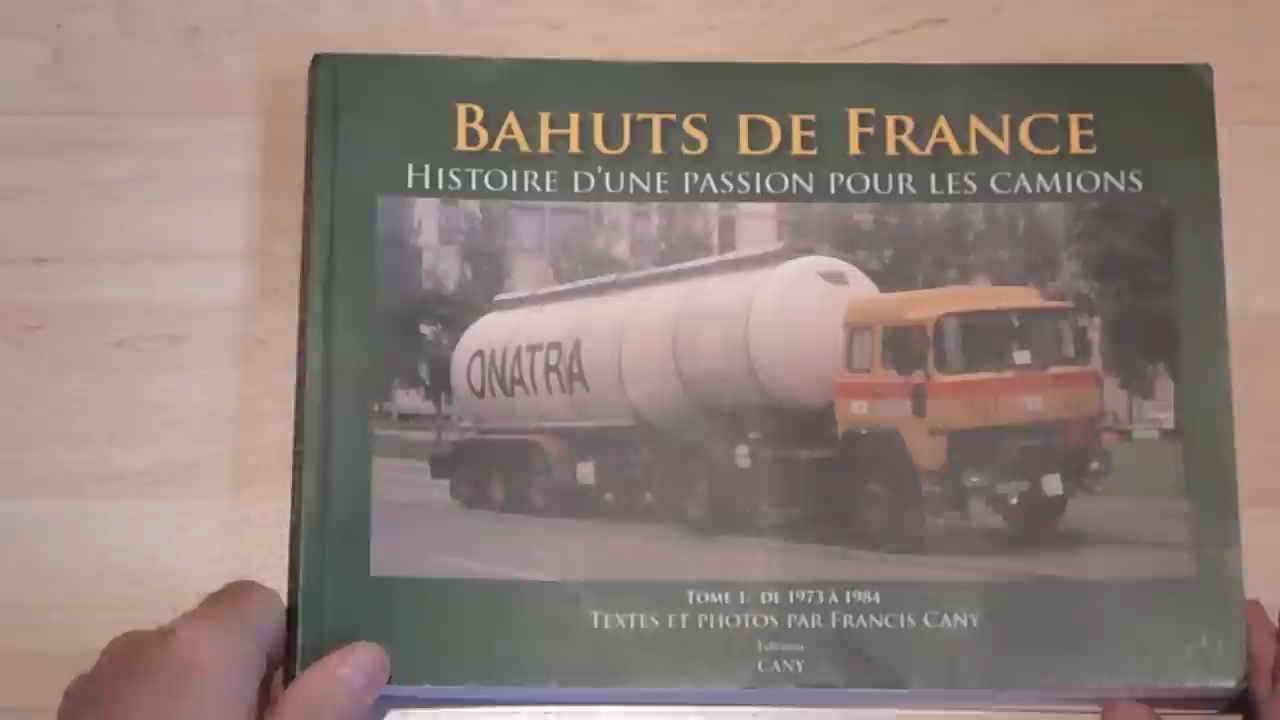 BAHUTS DE FRANCE
HISTOIRE D'UNE PASSION POUR LES CAMIONS
ONATRA
TOME 1 DE 1973 À 1984
TEXTES ET PHOTOS PAR FRANCIS CANY
Editions
CANY